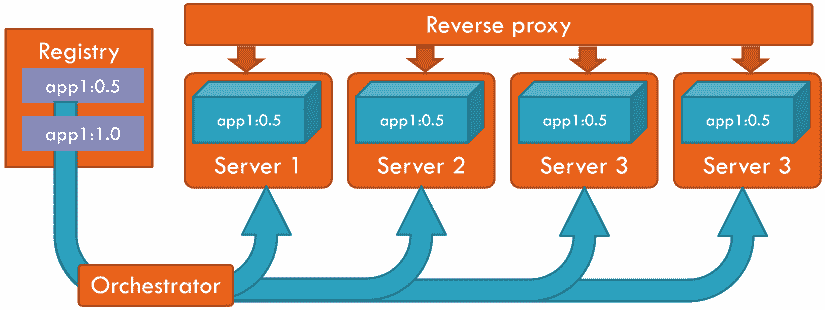 Reverse proxy
Registry
app1:0.5
app1:1.0
app1:0.5
app1:0.5
app1:0.5
app1:0.5
Server 1
Server 2
Server 3
Server 3
Orchestrator